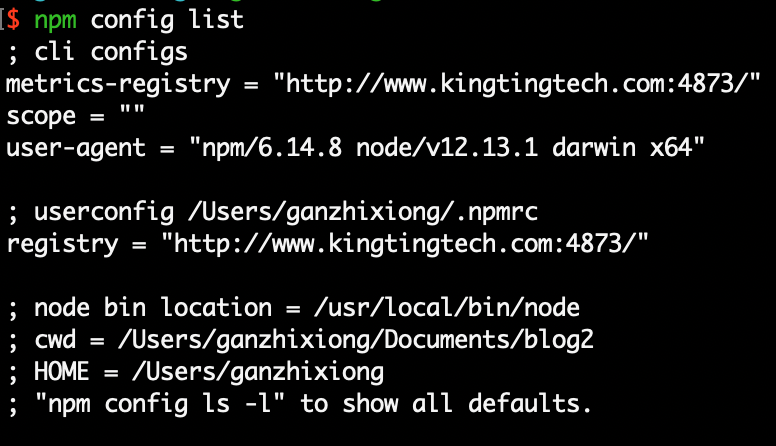 $ npm config list
; cli configs
metrics-registry = "http://www.kingtingtech.com:4873/"
scope = ""
user-agent = "npm/6.14.8 node/v12.13.1 darwin x64"
; userconfig /Users/ganzhixiong/.npmrc
registry = "http://www.kingtingtech.com:4873/"
; node bin location = /usr/local/bin/node
; cwd = /Users/ganzhixiong/Documents/blog2
; HOME = /Users/ganzhixiong
; "npm config ls -l" to show all defaults.